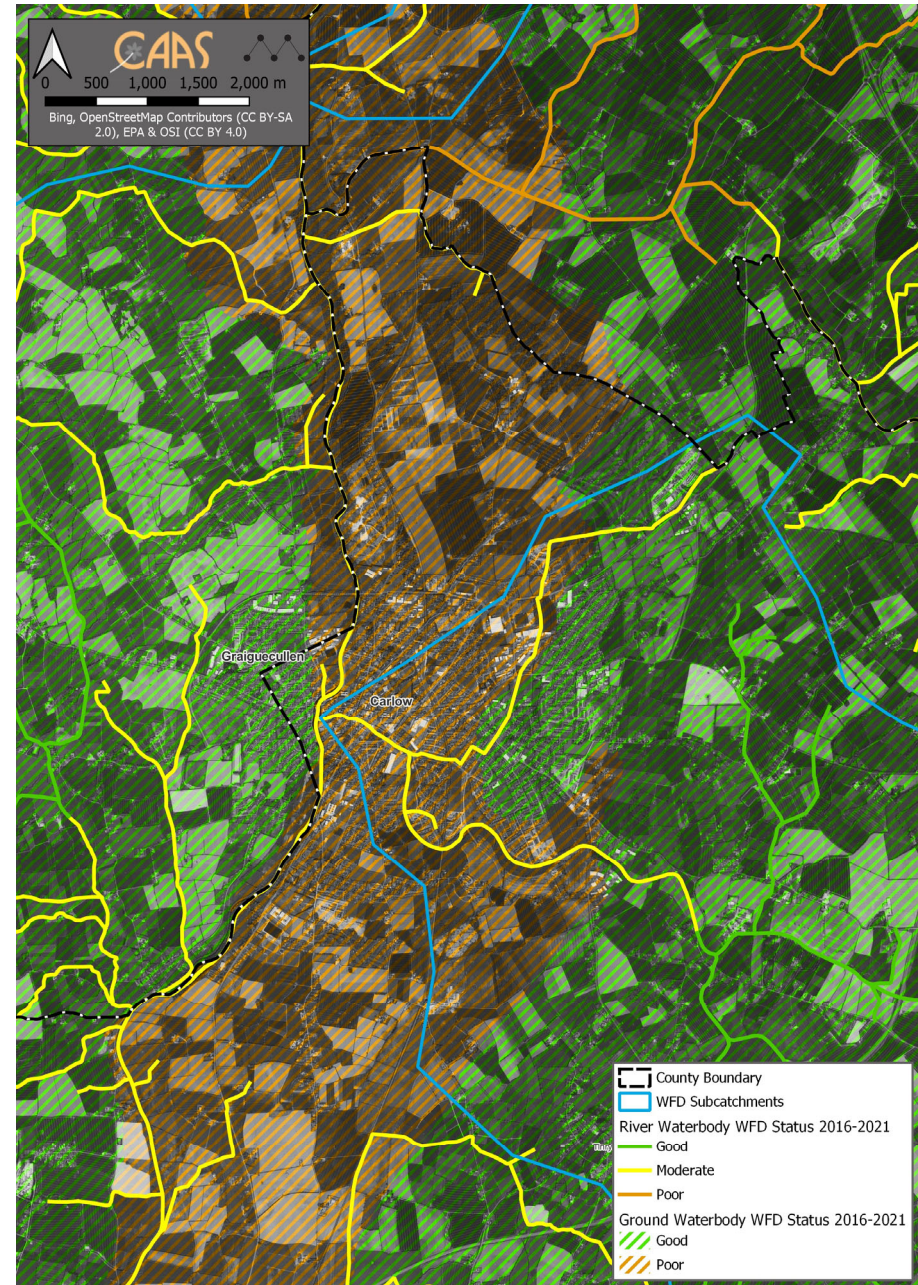 CAAS
0 500 1,000 1,500 2,000 m
Bing, OpenStreetMap Contributors (CC BY-SA
2.0), EPA & OSI (CC BY 4.0)
Graiguecullen
Carlow
County Boundary
WFD Subcatchments
River Waterbody WFD Status 2016-2021
Good
Moderate
Poor
Ground Waterbody WFD Status 2016-2021
Good
Poor